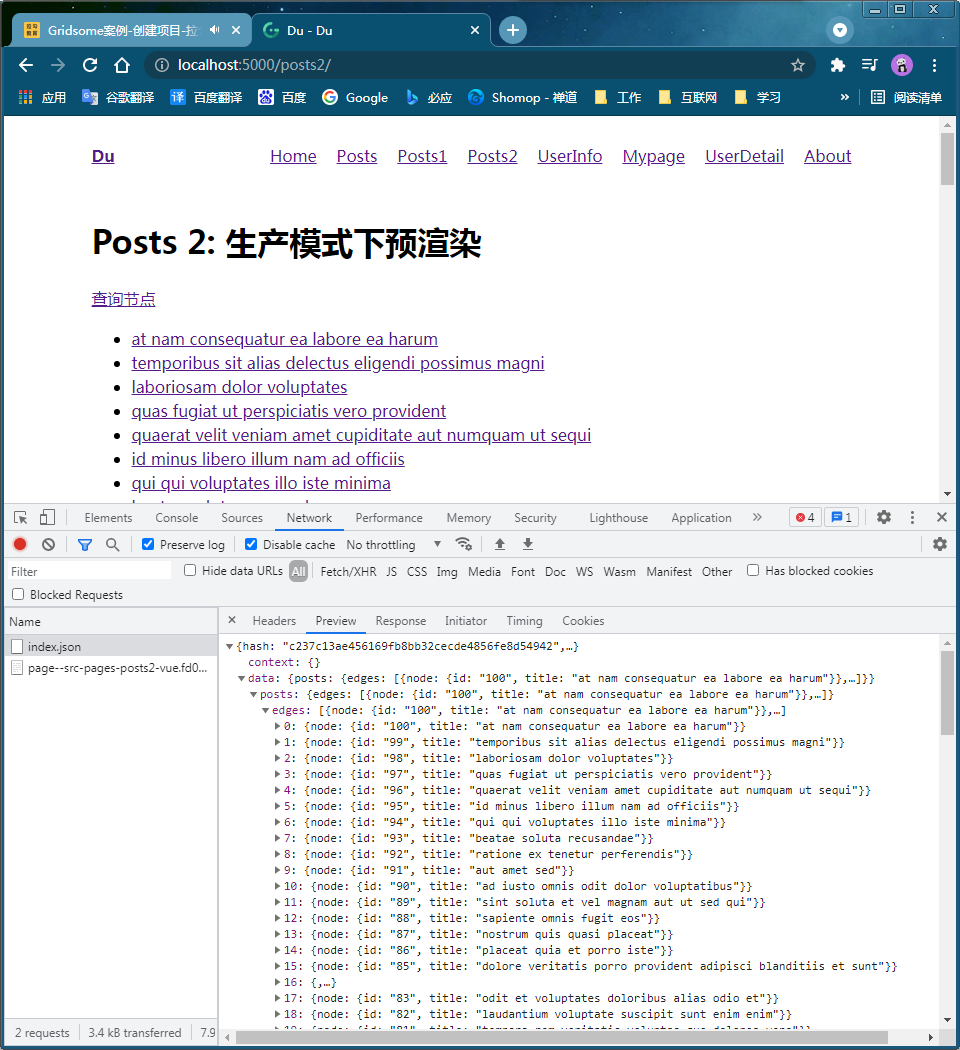 Gridsome案例-创建项目-拉
Du - Du
localhost:5000/posts2/
应用 谷歌翻译 译 百度翻译 百度 Google 必应 Shomop - 禅道 工作 互联网 学习 » 阅读清单
Du Home Posts Posts1 Posts2 UserInfo Mypage UserDetail About
Posts 2: 生产模式下预渲染
查询节点
at nam consequatur ea labore ea harum
temporibus sit alias delectus eligendi possimus magni
laboriosam dolor voluptates
quas fugiat ut perspiciatis vero provident
quaerat velit veniam amet cupiditate aut numquam ut sequi
id minus libero illum nam ad officiis
qui qui voluptates illo iste minima
Elements Console Sources Network Performance Memory Security Lighthouse Application » 4 1
Preserve log Disable cache No throttling
Filter Hide data URLs All Fetch/XHR JS CSS Img Media Font Doc WS Wasm Manifest Other Has blocked cookies
Blocked Requests
Name
index.json
page--src-pages-posts2-vue.fd0...
Headers Preview Response Initiator Timing Cookies
{hash: "c237c13ae456169fb8bb32cecde4856fe8d54942",…}
context: {}
data: {posts: {edges: [{node: {id: "100", title: "at nam consequatur ea labore ea harum"}},…]}}
posts: {edges: [{node: {id: "100", title: "at nam consequatur ea labore ea harum"}},…]}
edges: [{node: {id: "100", title: "at nam consequatur ea labore ea harum"}},…]
0: {node: {id: "100", title: "at nam consequatur ea labore ea harum"}}
1: {node: {id: "99", title: "temporibus sit alias delectus eligendi possimus magni"}}
2: {node: {id: "98", title: "laboriosam dolor voluptates"}}
3: {node: {id: "97", title: "quas fugiat ut perspiciatis vero provident"}}
4: {node: {id: "96", title: "quaerat velit veniam amet cupiditate aut numquam ut sequi"}}
5: {node: {id: "95", title: "id minus libero illum nam ad officiis"}}
6: {node: {id: "94", title: "qui qui voluptates illo iste minima"}}
7: {node: {id: "93", title: "beatae soluta recusandae"}}
8: {node: {id: "92", title: "ratione ex tenetur perferendis"}}
9: {node: {id: "91", title: "aut amet sed"}}
10: {node: {id: "90", title: "ad iusto omnis odit dolor voluptatibus"}}
11: {node: {id: "89", title: "sint soluta et vel magnam aut ut sed qui"}}
12: {node: {id: "88", title: "sapiente omnis fugit eos"}}
13: {node: {id: "87", title: "nostrum quis quasi placeat"}}
14: {node: {id: "86", title: "placeat quia et porro iste"}}
15: {node: {id: "85", title: "dolore veritatis porro provident adipisci blanditiis et sunt"}}
16: {,…}
17: {node: {id: "83", title: "odit et voluptates doloribus alias odio et"}}
18: {node: {id: "82", title: "laudantium voluptate suscipit sunt enim enim"}}
2 requests 3.4 kB transferred 7.9